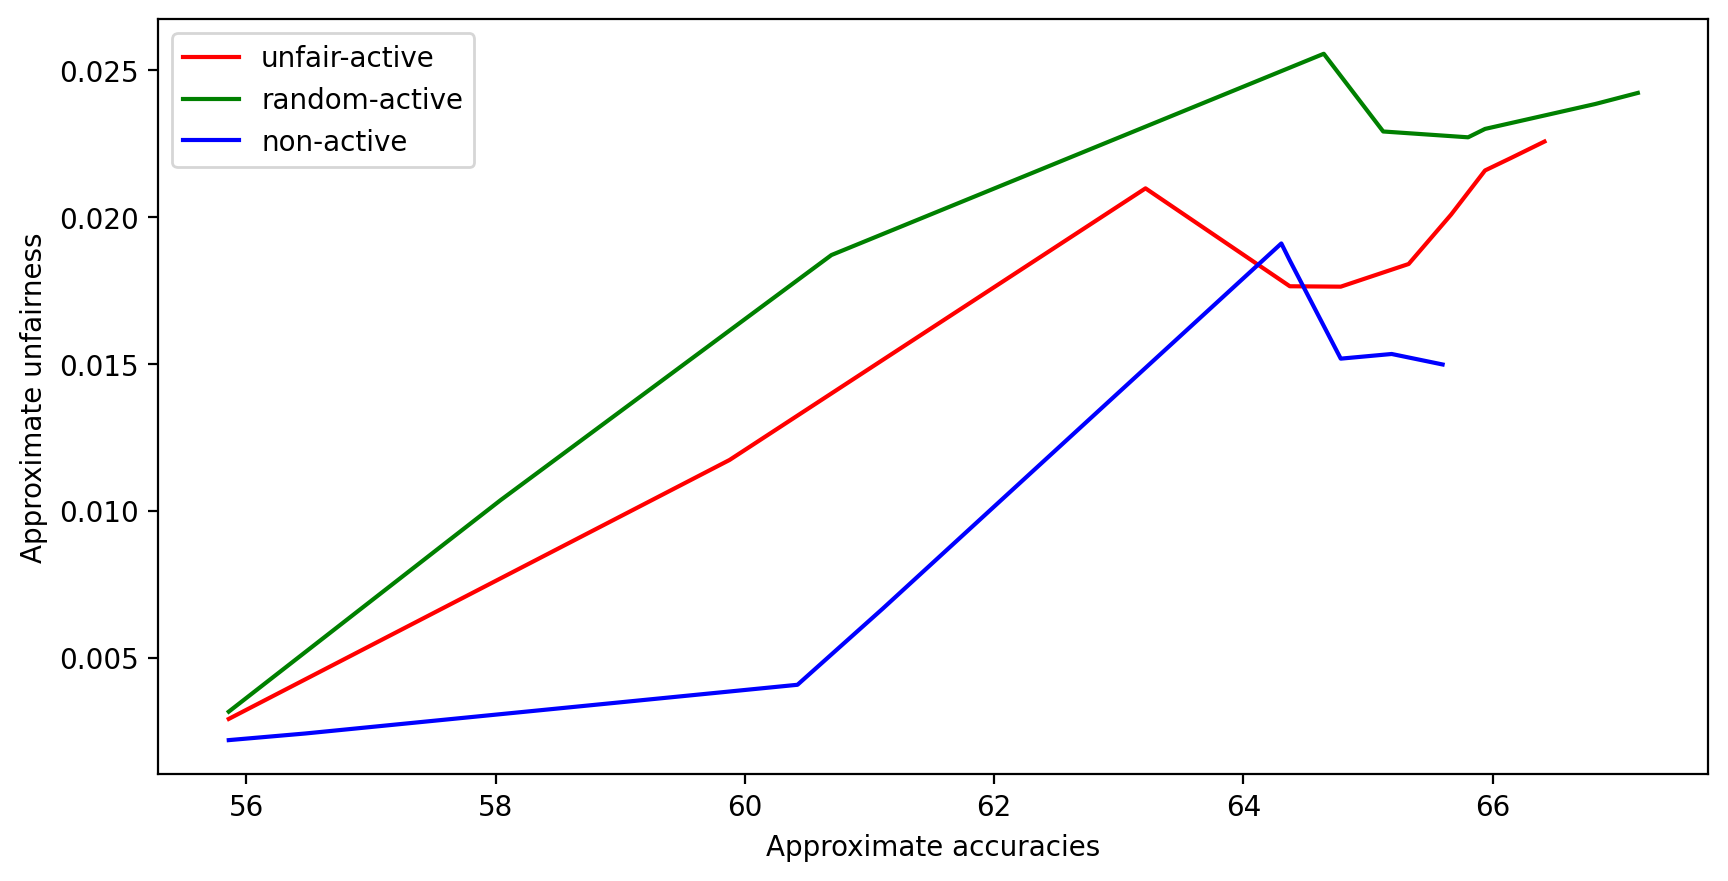 unfair-active
random-active
non-active
0.025
0.020
0.015
0.010
0.005
Approximate unfairness
56 58 60 62 64 66
Approximate accuracies